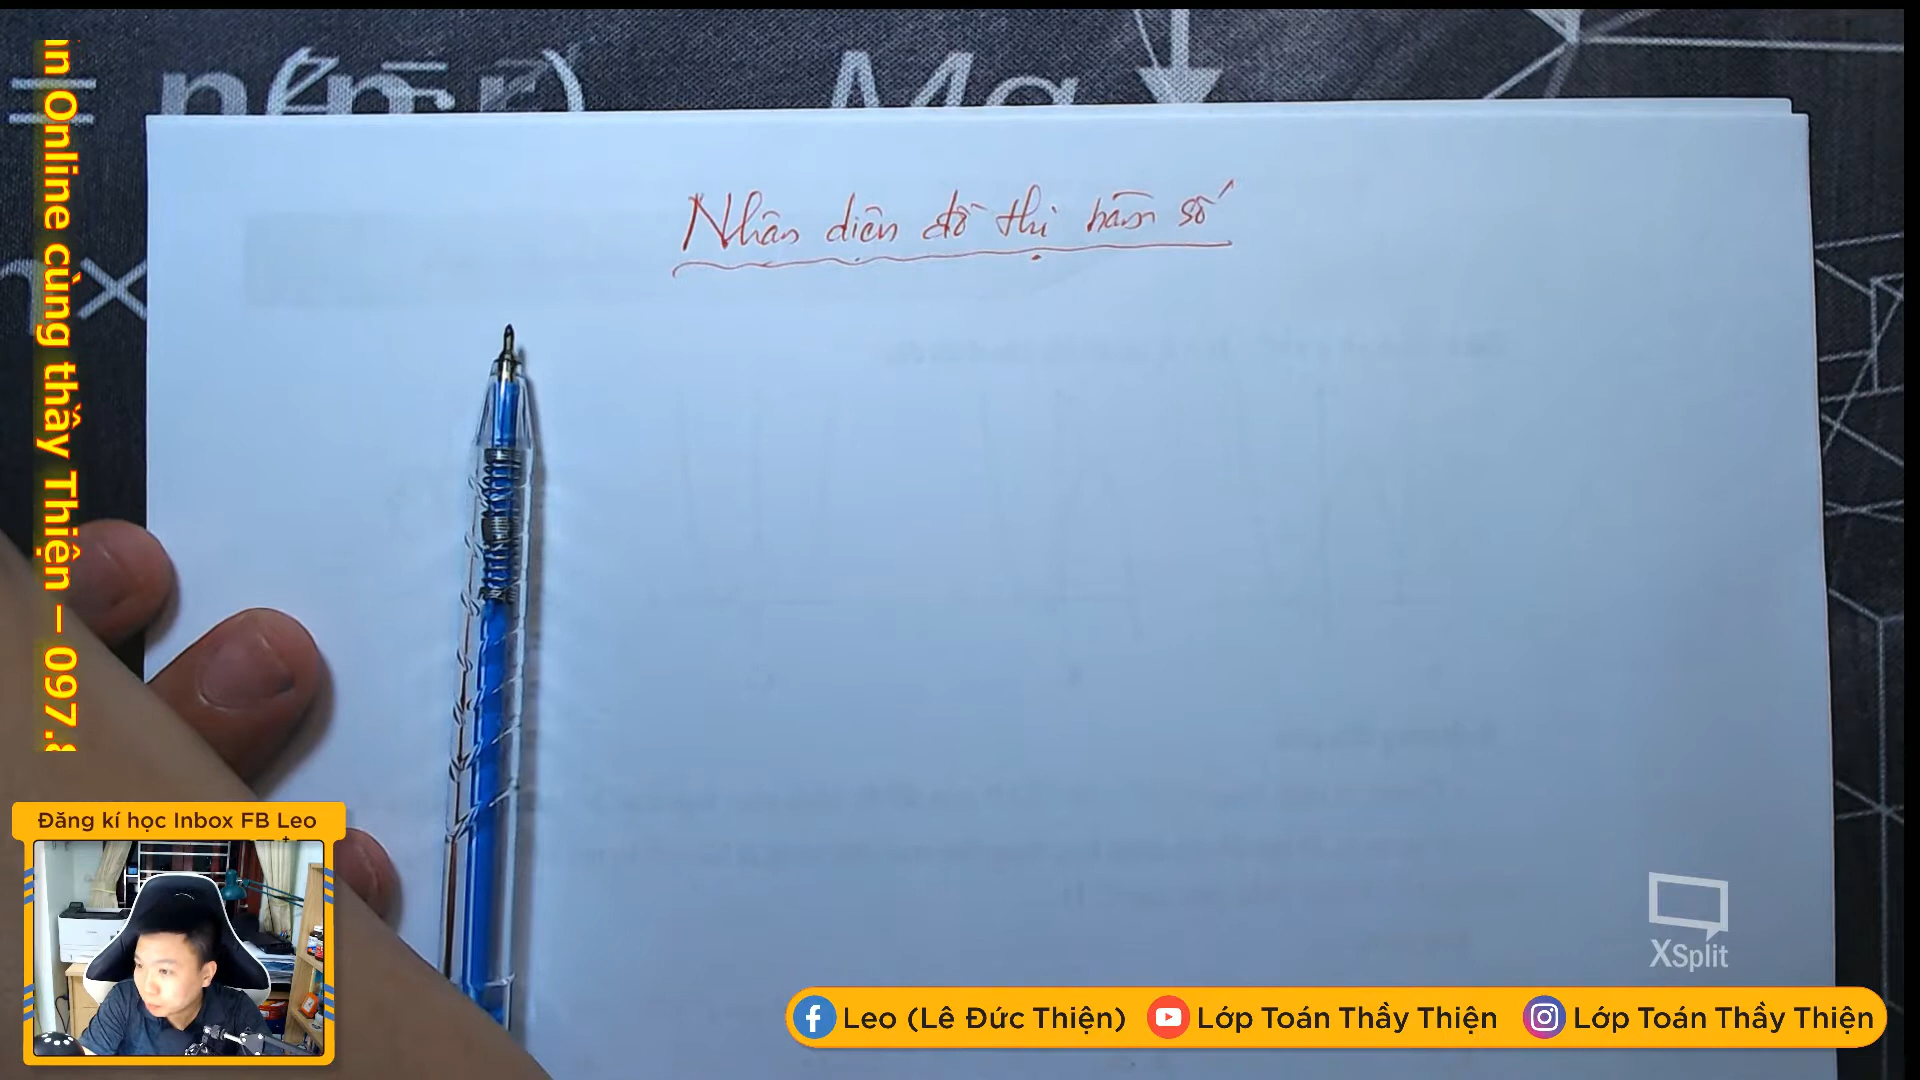 in Online cùng thầy Thiện – 097.8
Nhận diện đồ thị hàm số
Đăng kí học Inbox FB Leo
XSplit
Leo (Lê Đức Thiện)
Lớp Toán Thầy Thiện
Lớp Toán Thầy Thiện